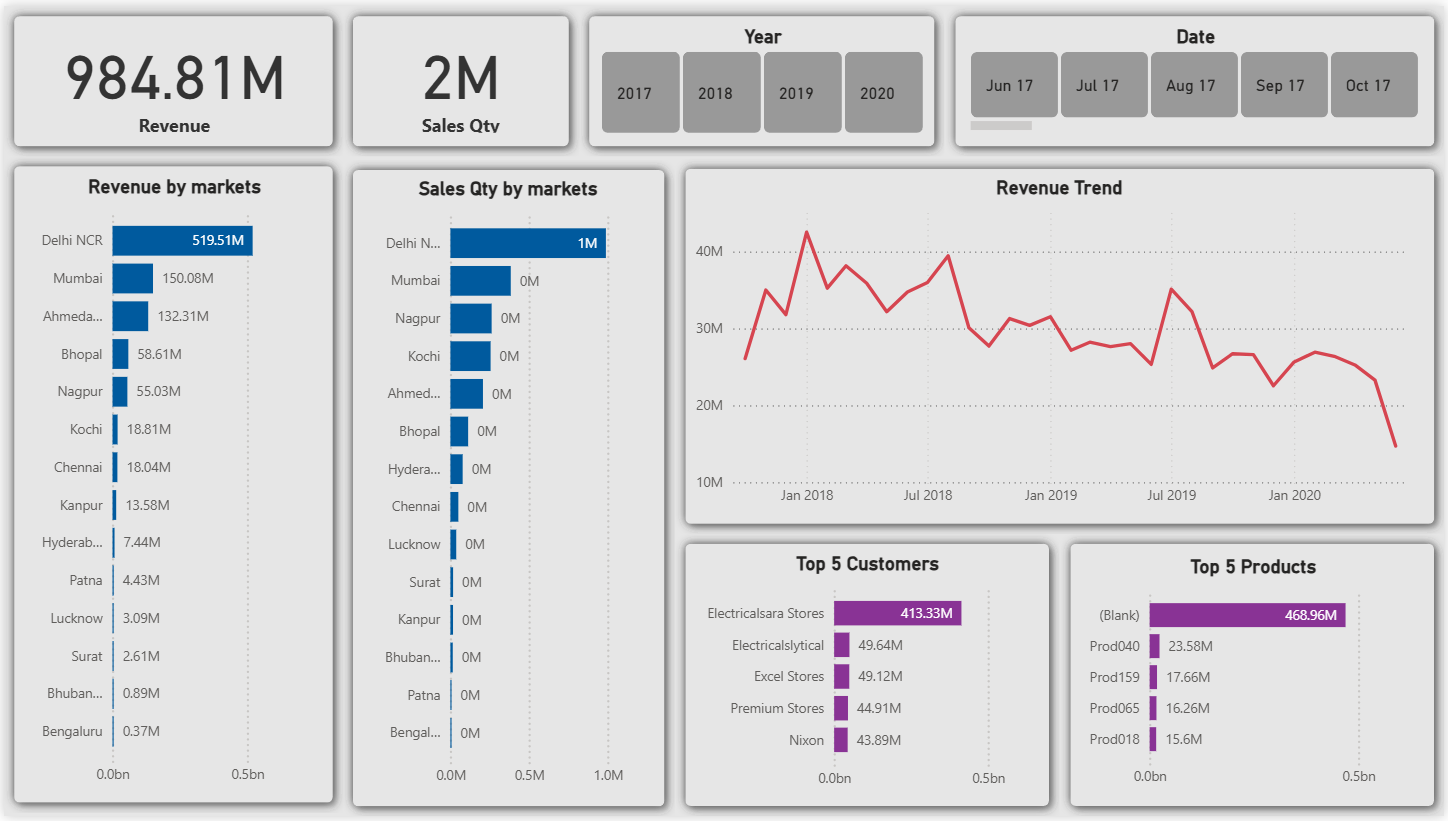 984.81M
Revenue
2M
Sales Qty
Year
2017
2018
2019
2020
Date
Jun 17
Jul 17
Aug 17
Sep 17
Oct 17
Revenue by markets
Delhi NCR
519.51M
Mumbai
150.08M
Ahmeda...
132.31M
Bhopal
58.61M
Nagpur
55.03M
Kochi
18.81M
Chennai
18.04M
Kanpur
13.58M
Hyderab...
7.44M
Patna
4.43M
Lucknow
3.09M
Surat
2.61M
Bhuban...
0.89M
Bengaluru
0.37M
0.0bn
0.5bn
Sales Qty by markets
Delhi N...
1M
Mumbai
0M
Nagpur
0M
Kochi
0M
Ahmed...
0M
Bhopal
0M
Hydera...
0M
Chennai
0M
Lucknow
0M
Surat
0M
Kanpur
0M
Bhuban...
0M
Patna
0M
Bengal...
0M
0.0M
0.5M
1.0M
Revenue Trend
40M
30M
20M
10M
Jan 2018
Jul 2018
Jan 2019
Jul 2019
Jan 2020
Top 5 Customers
Electricalsara Stores
413.33M
Electricalslytical
49.64M
Excel Stores
49.12M
Premium Stores
44.91M
Nixon
43.89M
0.0bn
0.5bn
Top 5 Products
(Blank)
468.96M
Prod040
23.58M
Prod159
17.66M
Prod065
16.26M
Prod018
15.6M
0.0bn
0.5bn